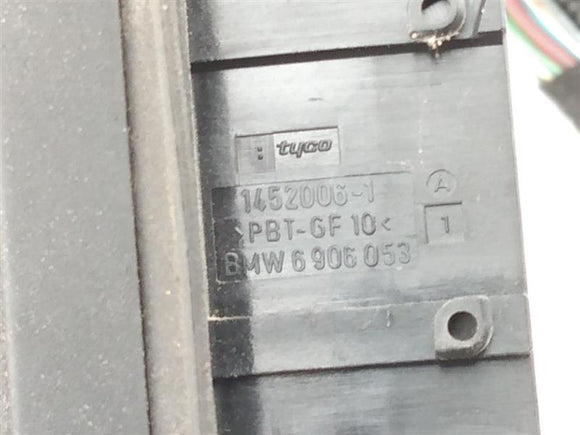 : tyco
1452006-1
>PBT-GF 10<
BMW 6 906 053
A
1